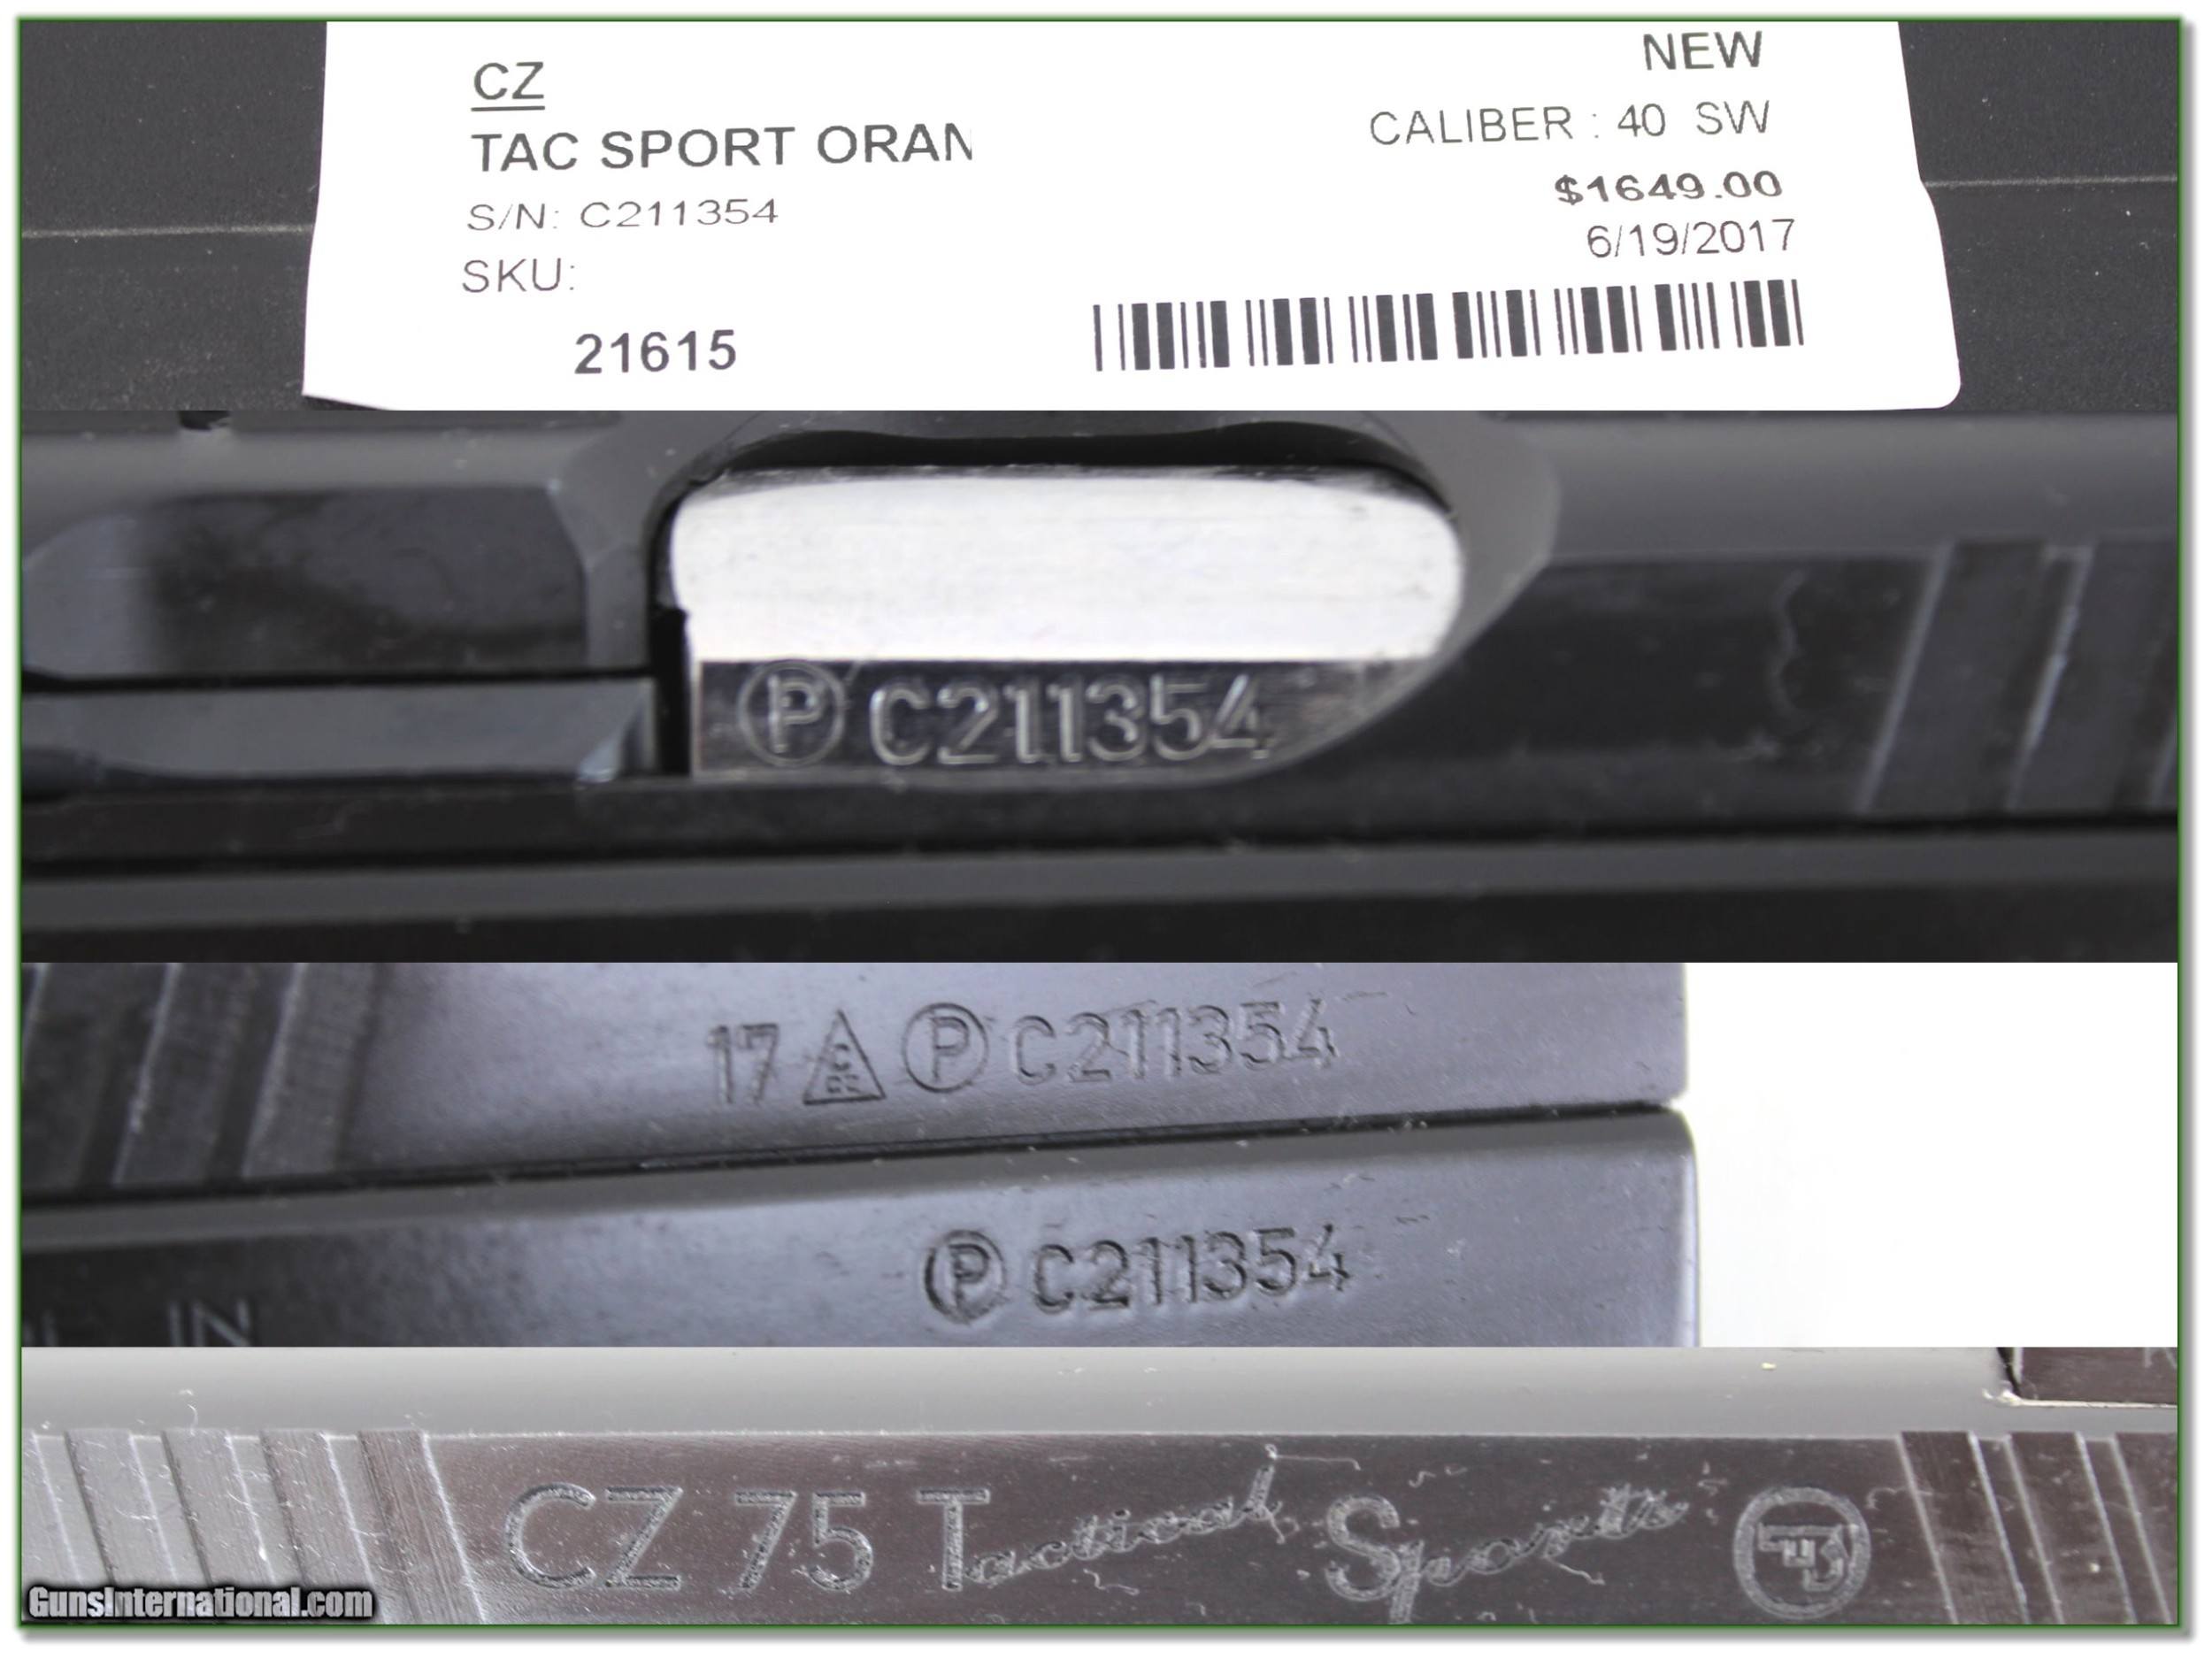 CZ
NEW
TAC SPORT ORAN
CALIBER : 40 SW
S/N: C211354
$1649.00
SKU:
6/19/2017
21615
P C211354
17 P C211354
P C211354
IN
CZ 75 Tactical Sports
GunsInternational.com